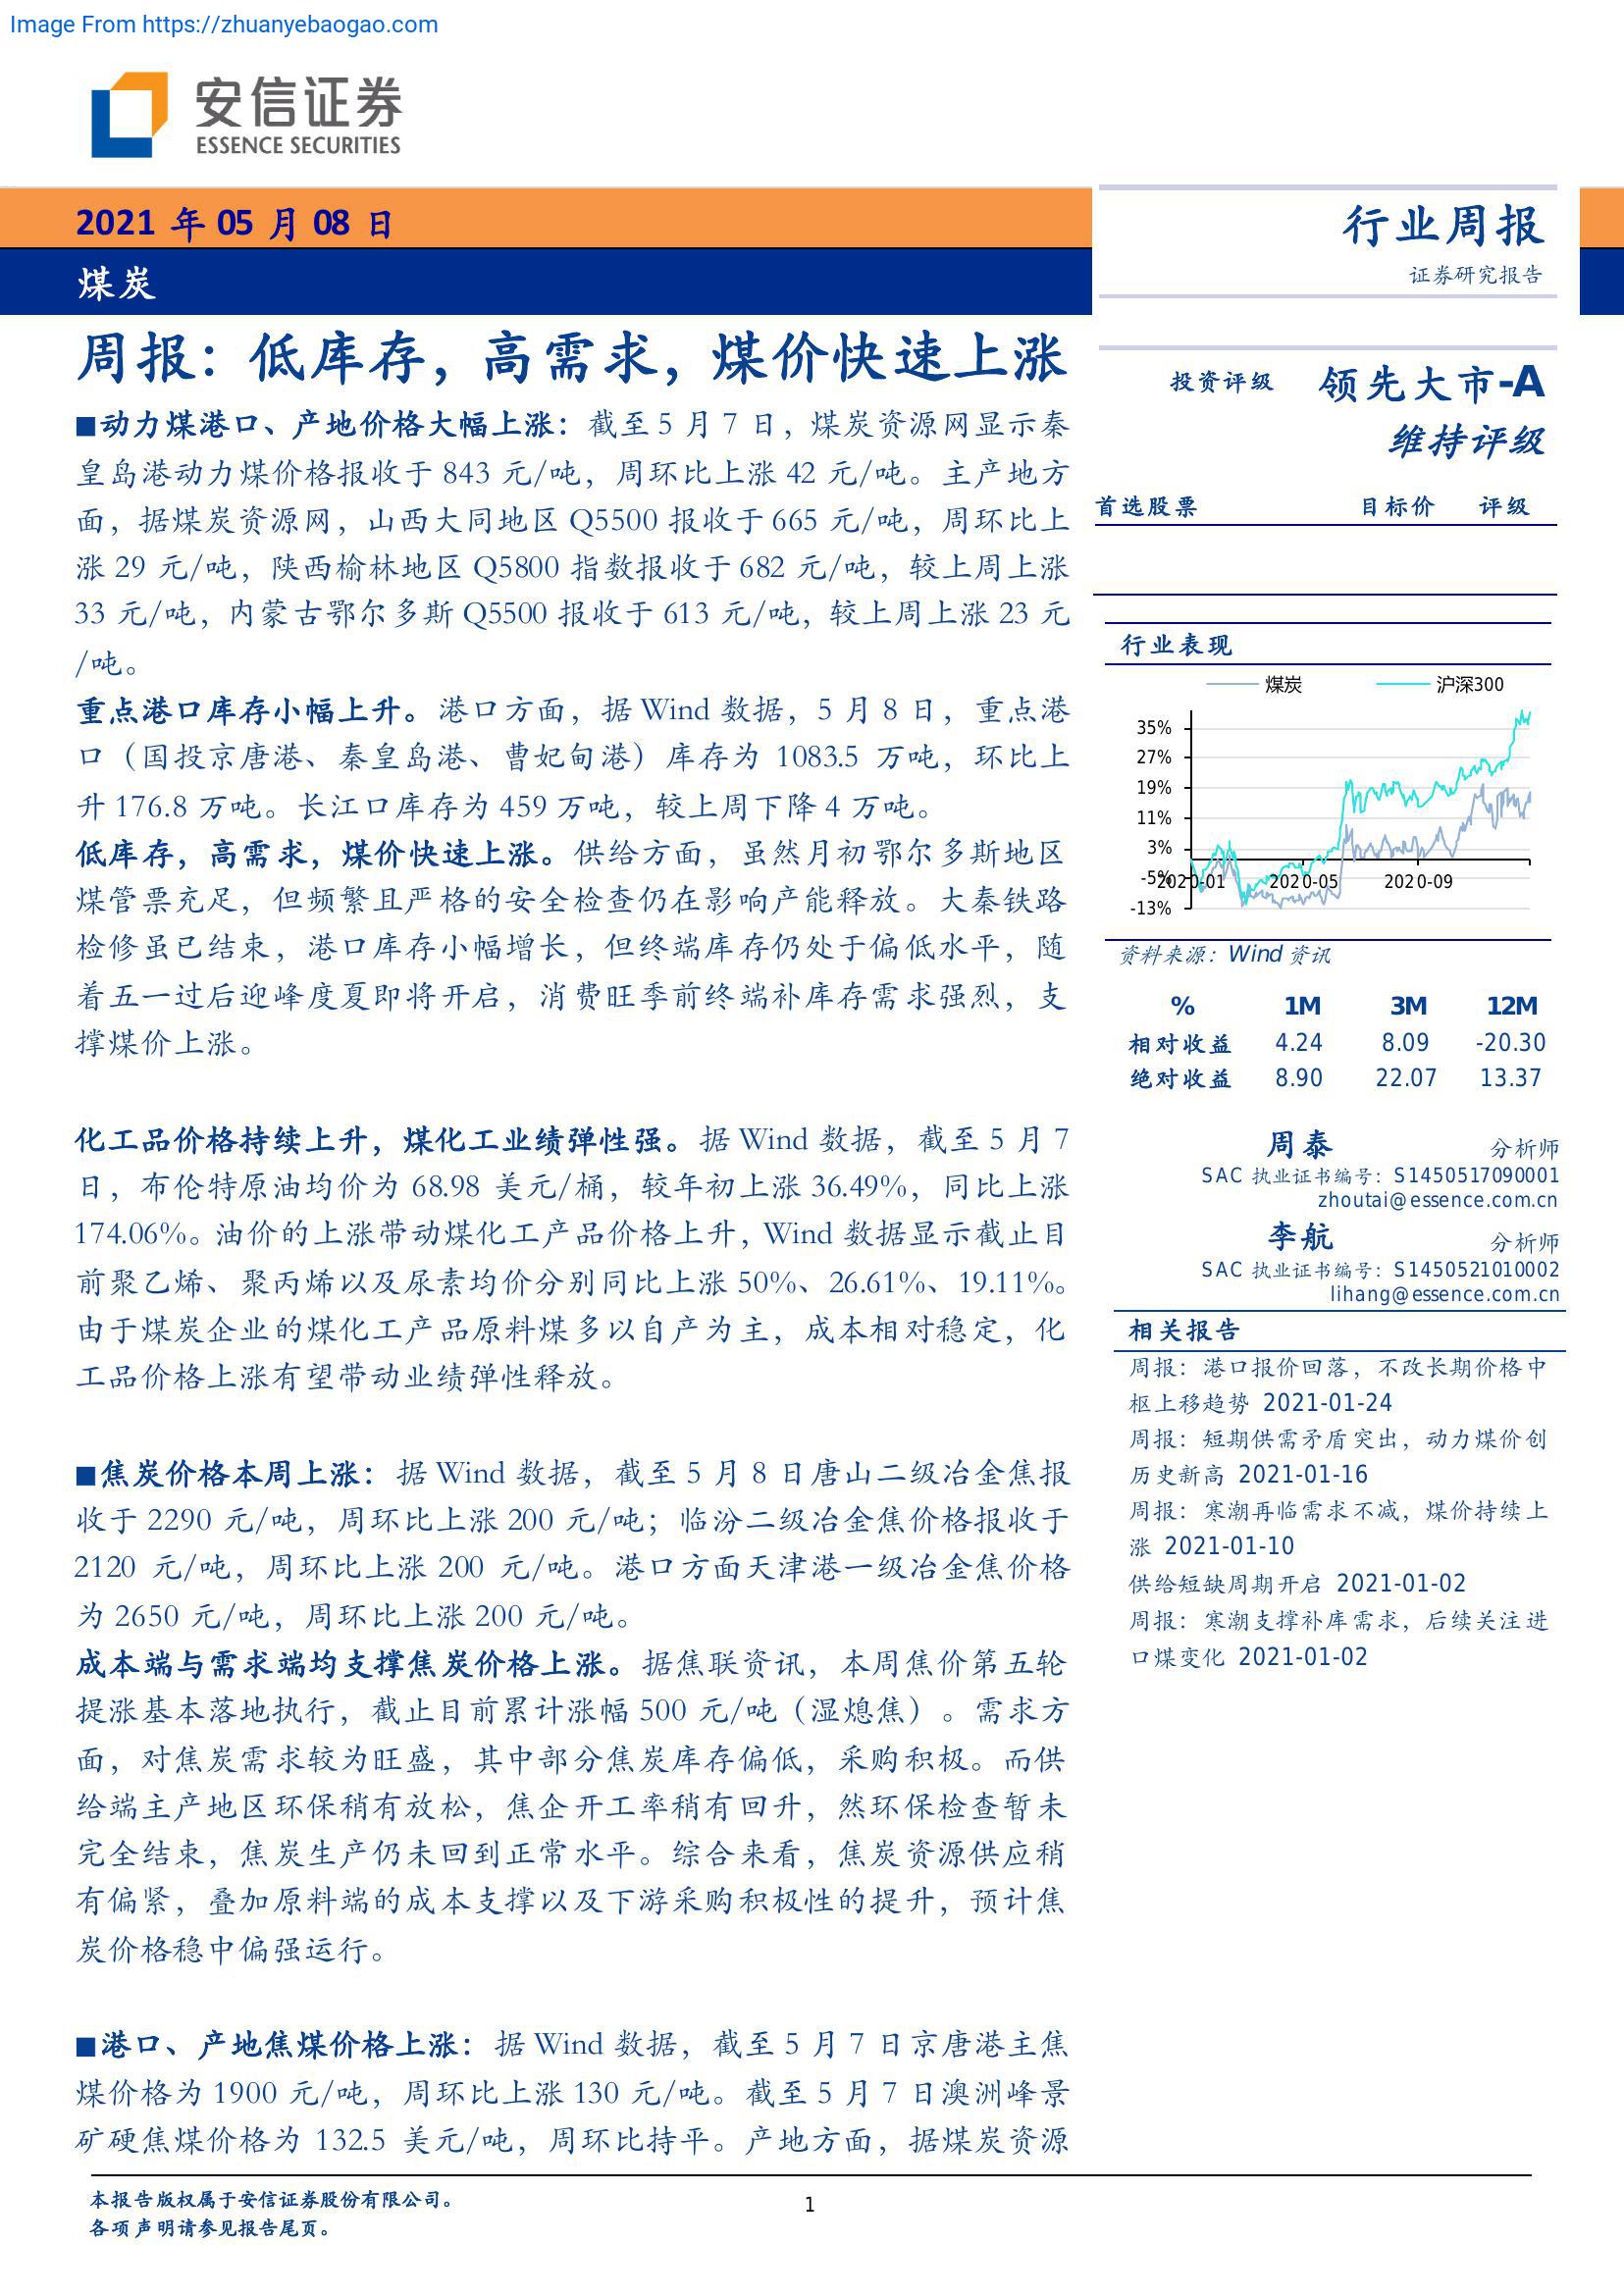 Image From https://zhuanyebaogao.com
安信证券
ESSENCE SECURITIES
2021 年 05 月 08 日
煤炭
行业周报
证券研究报告
周报：低库存，高需求，煤价快速上涨
■动力煤港口、产地价格大幅上涨：截至 5 月 7 日，煤炭资源网显示秦
皇岛港动力煤价格报收于 843 元/吨，周环比上涨 42 元/吨。主产地方
面，据煤炭资源网，山西大同地区 Q5500 报收于 665 元/吨，周环比上
涨 29 元/吨，陕西榆林地区 Q5800 指数报收于 682 元/吨，较上周上涨
33 元/吨，内蒙古鄂尔多斯 Q5500 报收于 613 元/吨，较上周上涨 23 元
/吨。
重点港口库存小幅上升。港口方面，据 Wind 数据，5 月 8 日，重点港
口（国投京唐港、秦皇岛港、曹妃甸港）库存为 1083.5 万吨，环比上
升 176.8 万吨。长江口库存为 459 万吨，较上周下降 4 万吨。
低库存，高需求，煤价快速上涨。供给方面，虽然月初鄂尔多斯地区
煤管票充足，但频繁且严格的安全检查仍在影响产能释放。大秦铁路
检修虽已结束，港口库存小幅增长，但终端库存仍处于偏低水平，随
着五一过后迎峰度夏即将开启，消费旺季前终端补库存需求强烈，支
撑煤价上涨。
化工品价格持续上升，煤化工业绩弹性强。据 Wind 数据，截至 5 月 7
日，布伦特原油均价为 68.98 美元/桶，较年初上涨 36.49%，同比上涨
174.06%。油价的上涨带动煤化工产品价格上升，Wind 数据显示截止目
前聚乙烯、聚丙烯以及尿素均价分别同比上涨 50%、26.61%、19.11%。
由于煤炭企业的煤化工产品原料煤多以自产为主，成本相对稳定，化
工品价格上涨有望带动业绩弹性释放。
■焦炭价格本周上涨：据 Wind 数据，截至 5 月 8 日唐山二级冶金焦报
收于 2290 元/吨，周环比上涨 200 元/吨；临汾二级冶金焦价格报收于
2120 元/吨，周环比上涨 200 元/吨。港口方面天津港一级冶金焦价格
为 2650 元/吨，周环比上涨 200 元/吨。
成本端与需求端均支撑焦炭价格上涨。据焦联资讯，本周焦价第五轮
提涨基本落地执行，截止目前累计涨幅 500 元/吨（湿熄焦）。需求方
面，对焦炭需求较为旺盛，其中部分焦炭库存偏低，采购积极。而供
给端主产地区环保稍有放松，焦企开工率稍有回升，然环保检查暂未
完全结束，焦炭生产仍未回到正常水平。综合来看，焦炭资源供应稍
有偏紧，叠加原料端的成本支撑以及下游采购积极性的提升，预计焦
炭价格稳中偏强运行。
■港口、产地焦煤价格上涨：据 Wind 数据，截至 5 月 7 日京唐港主焦
煤价格为 1900 元/吨，周环比上涨 130 元/吨。截至 5 月 7 日澳洲峰景
矿硬焦煤价格为 132.5 美元/吨，周环比持平。产地方面，据煤炭资源
投资评级 领先大市-A
维持评级
首选股票 目标价 评级
行业表现
煤炭 沪深300
35%
27%
19%
11%
3%
-5%
-13%
2020-01 2020-05 2020-09
资料来源：Wind 资讯
% 1M 3M 12M
相对收益 4.24 8.09 -20.30
绝对收益 8.90 22.07 13.37
周泰 分析师
SAC 执业证书编号：S1450517090001
zhoutai@essence.com.cn
李航 分析师
SAC 执业证书编号：S1450521010002
lihang@essence.com.cn
相关报告
周报：港口报价回落，不改长期价格中
枢上移趋势 2021-01-24
周报：短期供需矛盾突出，动力煤价创
历史新高 2021-01-16
周报：寒潮再临需求不减，煤价持续上
涨 2021-01-10
供给短缺周期开启 2021-01-02
周报：寒潮支撑补库需求，后续关注进
口煤变化 2021-01-02
本报告版权属于安信证券股份有限公司。
各项声明请参见报告尾页。
1